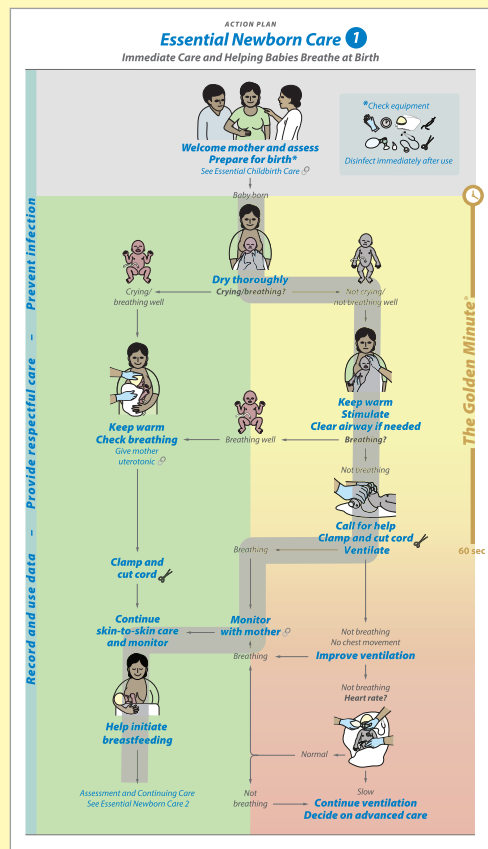 ACTION PLAN
Essential Newborn Care 1
Immediate Care and Helping Babies Breathe at Birth
*Check equipment
Disinfect immediately after use
Welcome mother and assess
Prepare for birth*
See Essential Childbirth Care
Baby born
Dry thoroughly
Crying/
breathing well
Crying/breathing?
Not crying/
not breathing well
Keep warm
Check breathing
Give mother
uterotonic
Breathing well
Keep warm
Stimulate
Clear airway if needed
Breathing?
Not breathing
Call for help
Clamp and cut cord
Ventilate
Breathing
60 sec
The Golden Minute®
Clamp and
cut cord
Continue
skin-to-skin care
and monitor
Monitor
with mother
Not breathing
No chest movement
Breathing
Improve ventilation
Not breathing
Heart rate?
Help initiate
breastfeeding
Normal
Slow
Assessment and Continuing Care
See Essential Newborn Care 2
Not
breathing
Continue ventilation
Decide on advanced care
Record and use data – Provide respectful care – Prevent infection